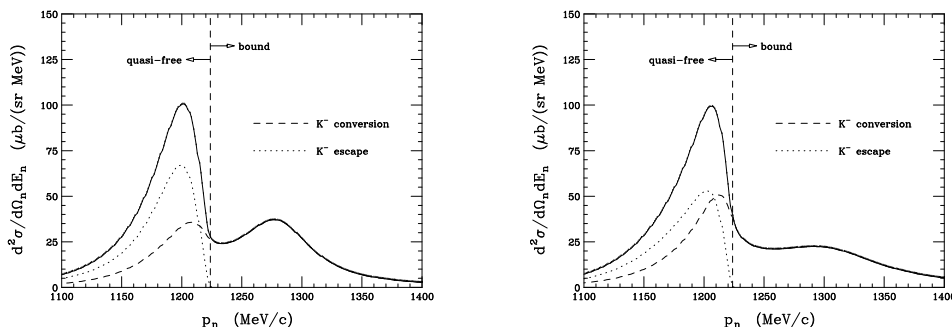 150
125
100
75
50
25
0
d²σ/dΩₙdEₙ (μb/(sr MeV))
bound
quasi-free
K⁻ conversion
K⁻ escape
1100 1150 1200 1250 1300 1350 1400
pₙ (MeV/c)
150
125
100
75
50
25
0
d²σ/dΩₙdEₙ (μb/(sr MeV))
bound
quasi-free
K⁻ conversion
K⁻ escape
1100 1150 1200 1250 1300 1350 1400
pₙ (MeV/c)